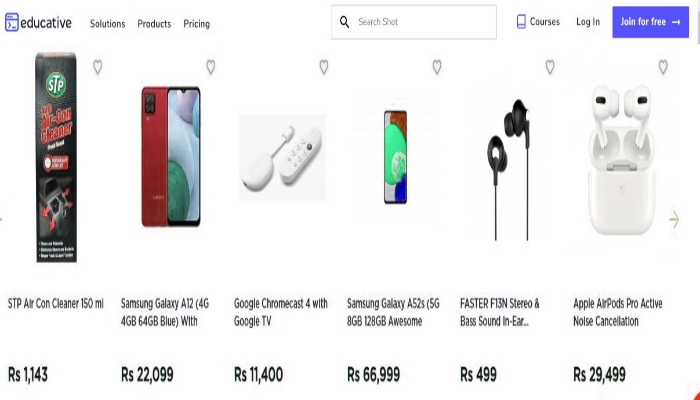 educative
Solutions
Products
Pricing
Search Shot
Courses
Log In
Join for free
STP
Air-Con
Cleaner
STP Air Con Cleaner 150 ml
Samsung Galaxy A12 (4G
4GB 64GB Blue) With
Google Chromecast 4 with
Google TV
Samsung Galaxy A52s (5G
8GB 128GB Awesome
FASTER F13N Stereo &
Bass Sound In-Ear...
Apple AirPods Pro Active
Noise Cancellation
Rs 1,143
Rs 22,099
Rs 11,400
Rs 66,999
Rs 499
Rs 29,499